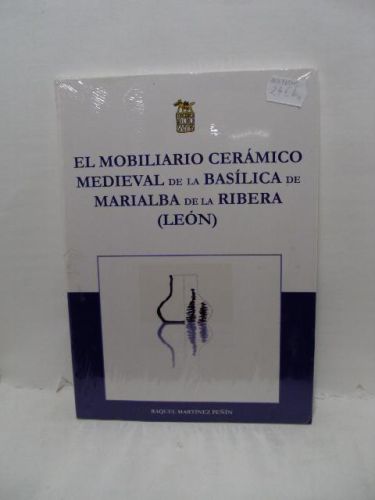 EL MOBILIARIO CERÁMICO
MEDIEVAL DE LA BASÍLICA DE
MARIALBA DE LA RIBERA
(LEÓN)
RAQUEL MARTÍNEZ PEÑÍN